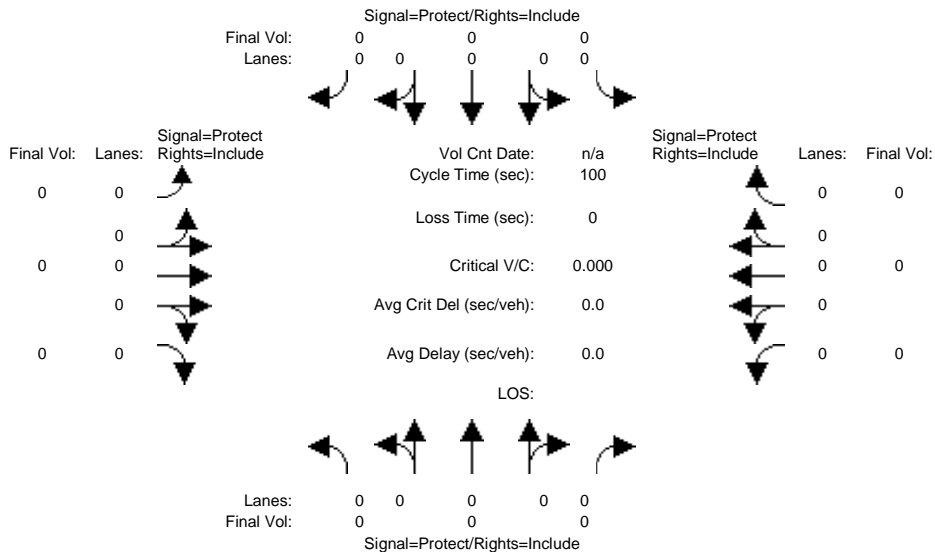 Signal=Protect/Rights=Include
Final Vol: 0 0 0
Lanes: 0 0 0 0 0
Signal=Protect Signal=Protect
Final Vol: Lanes: Rights=Include Vol Cnt Date: n/a Rights=Include Lanes: Final Vol:
Cycle Time (sec): 100
0 0 0 0
Loss Time (sec): 0
0 0
0 0 Critical V/C: 0.000 0 0
0 Avg Crit Del (sec/veh): 0.0 0
0 0 Avg Delay (sec/veh): 0.0 0 0
LOS:
Lanes: 0 0 0 0 0
Final Vol: 0 0 0
Signal=Protect/Rights=Include